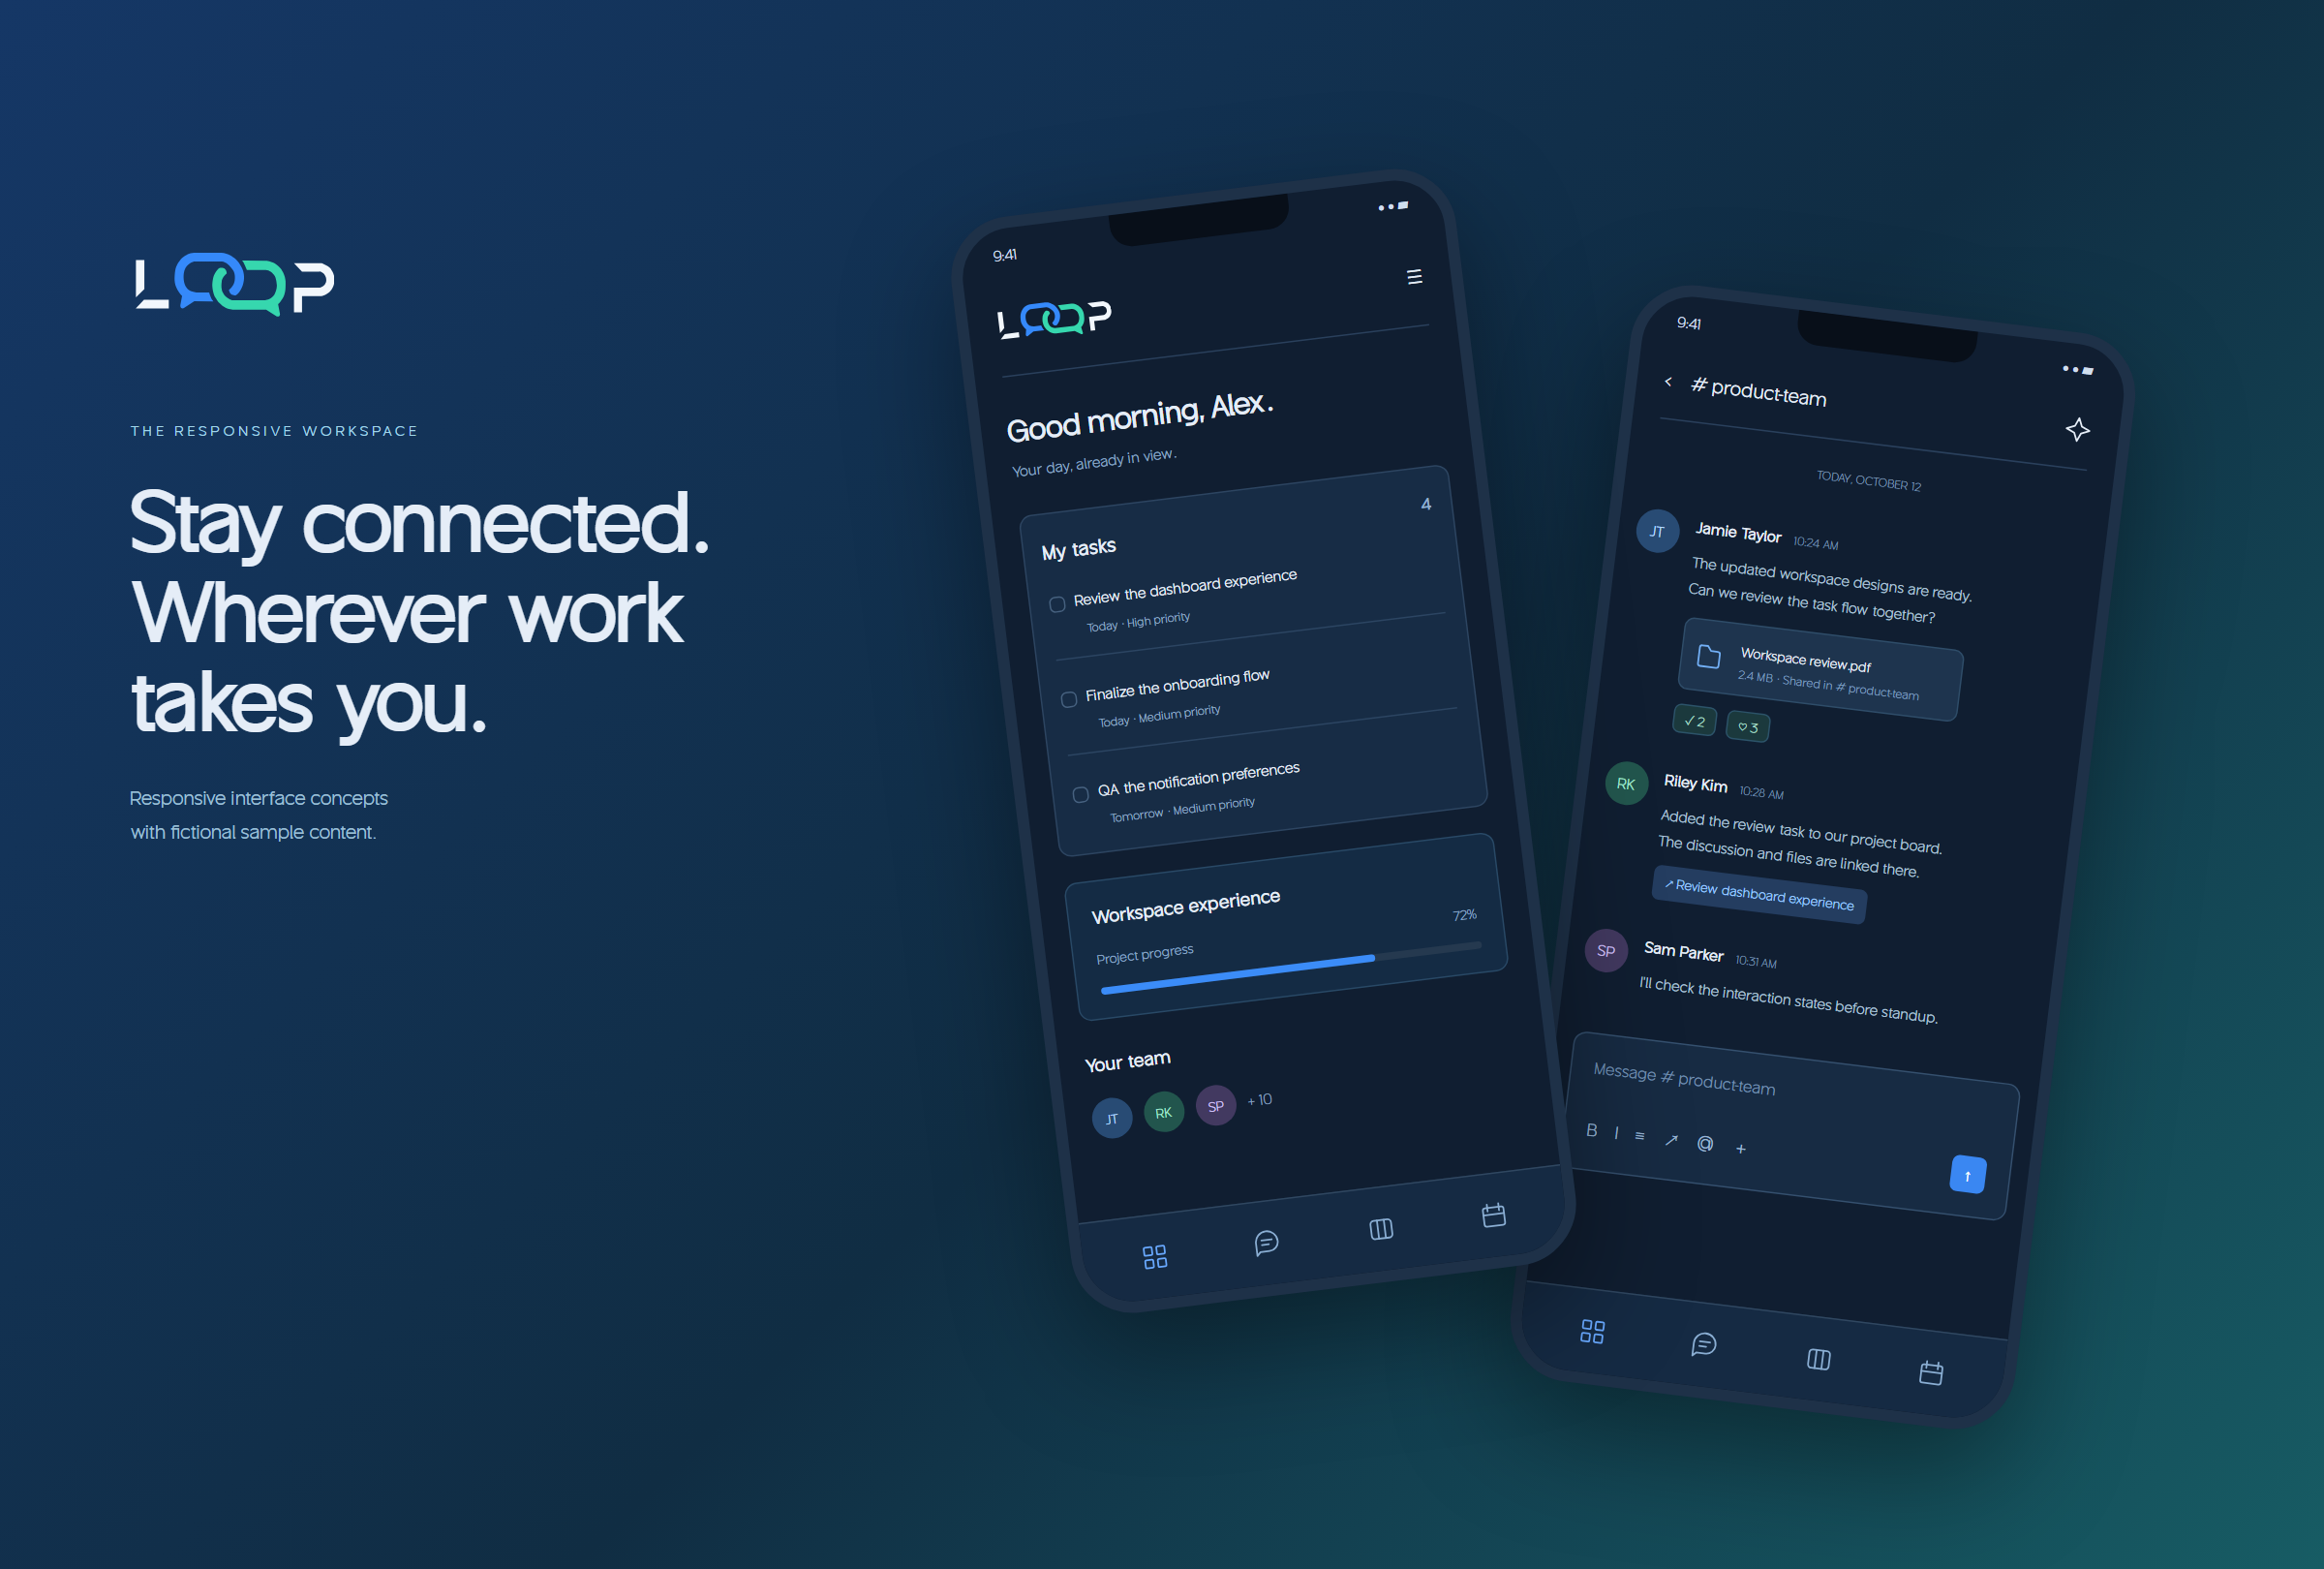 LOOP
THE RESPONSIVE WORKSPACE
Stay connected.
Wherever work
takes you.
Responsive interface concepts
with fictional sample content.
9:41
LOOP
Good morning, Alex.
Your day, already in view.
My tasks
4
Review the dashboard experience
Today · High priority
Finalize the onboarding flow
Today · Medium priority
QA the notification preferences
Tomorrow · Medium priority
Workspace experience
Project progress
72%
Your team
JT RK SP + 10
9:41
# product-team
TODAY, OCTOBER 12
JT
Jamie Taylor 10:24 AM
The updated workspace designs are ready.
Can we review the task flow together?
Workspace review.pdf
2.4 MB · Shared in # product-team
✓ 2 ♡ 3
RK
Riley Kim 10:28 AM
Added the review task to our project board.
The discussion and files are linked there.
↗ Review dashboard experience
SP
Sam Parker 10:31 AM
I'll check the interaction states before standup.
Message # product-team
B I ≡ ↗ @ +
↑